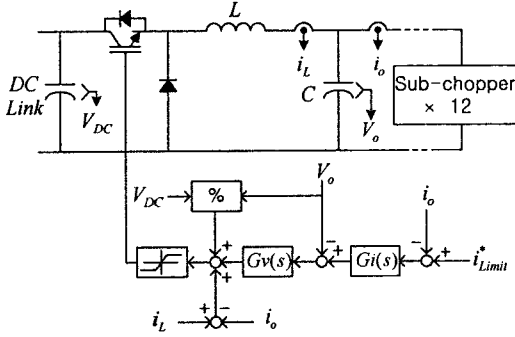 L
DC
Link
V_DC
i_L
i_o
C
V_o
Sub-chopper
× 12
V_DC
%
V_o
i_o
+
−
−
+
Gv(s)
+
Gi(s)
+
i*_Limit
+
+
−
i_L
i_o